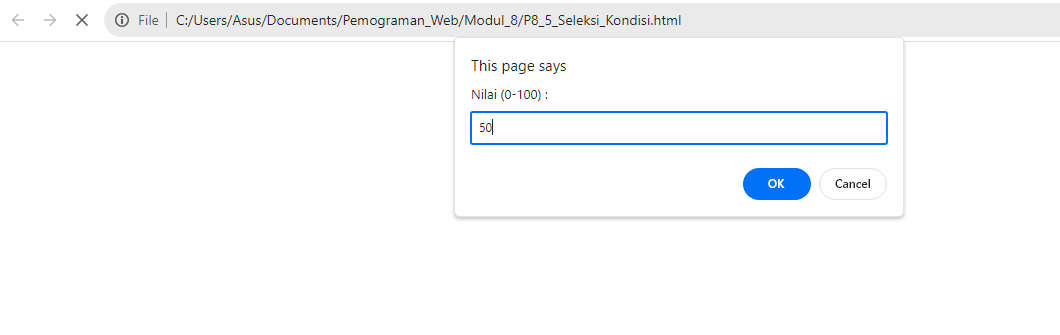 File | C:/Users/Asus/Documents/Pemograman_Web/Modul_8/P8_5_Seleksi_Kondisi.html
This page says
Nilai (0-100) :
50
OK Cancel